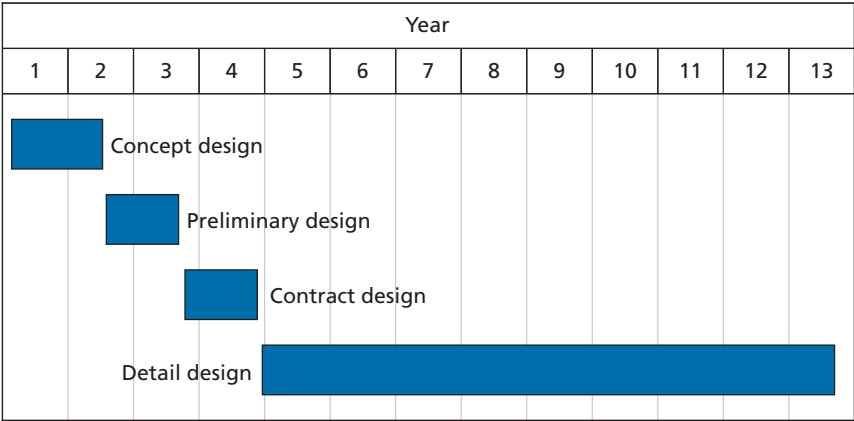 Year
1 2 3 4 5 6 7 8 9 10 11 12 13
Concept design
Preliminary design
Contract design
Detail design